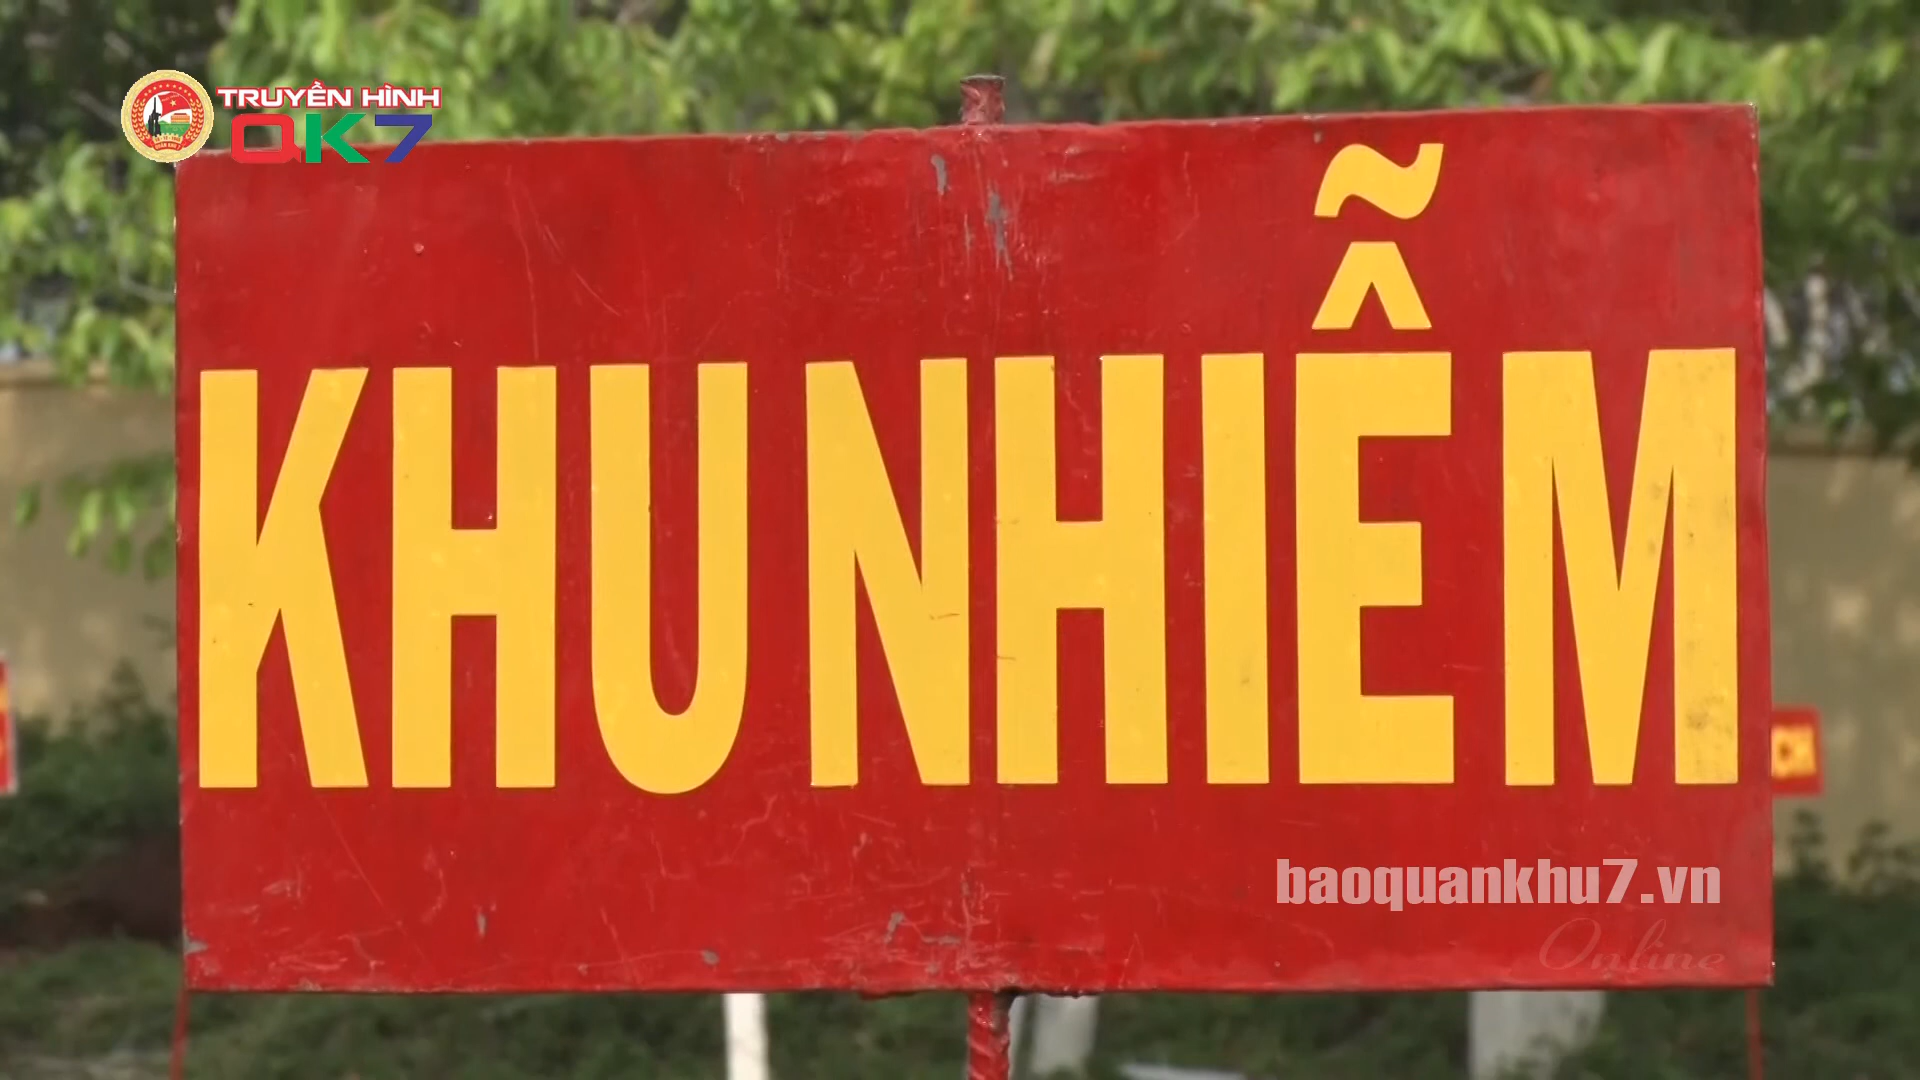 TRUYỀN HÌNH
QK7
KHU NHIỄM
baoquankhu7.vn
Online